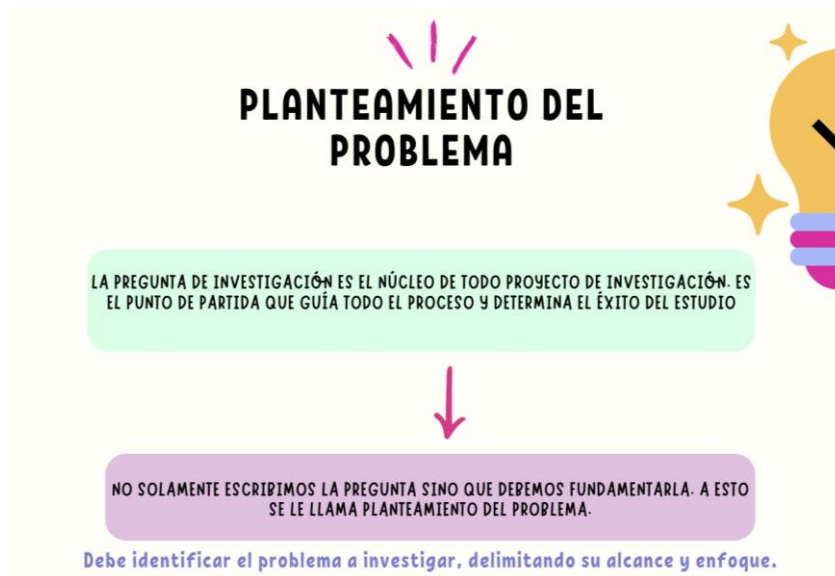 PLANTEAMIENTO DEL
PROBLEMA
LA PREGUNTA DE INVESTIGACIÓN ES EL NÚCLEO DE TODO PROYECTO DE INVESTIGACIÓN. ES
EL PUNTO DE PARTIDA QUE GUÍA TODO EL PROCESO Y DETERMINA EL ÉXITO DEL ESTUDIO
NO SOLAMENTE ESCRIBIMOS LA PREGUNTA SINO QUE DEBEMOS FUNDAMENTARLA. A ESTO
SE LE LLAMA PLANTEAMIENTO DEL PROBLEMA.
Debe identificar el problema a investigar, delimitando su alcance y enfoque.